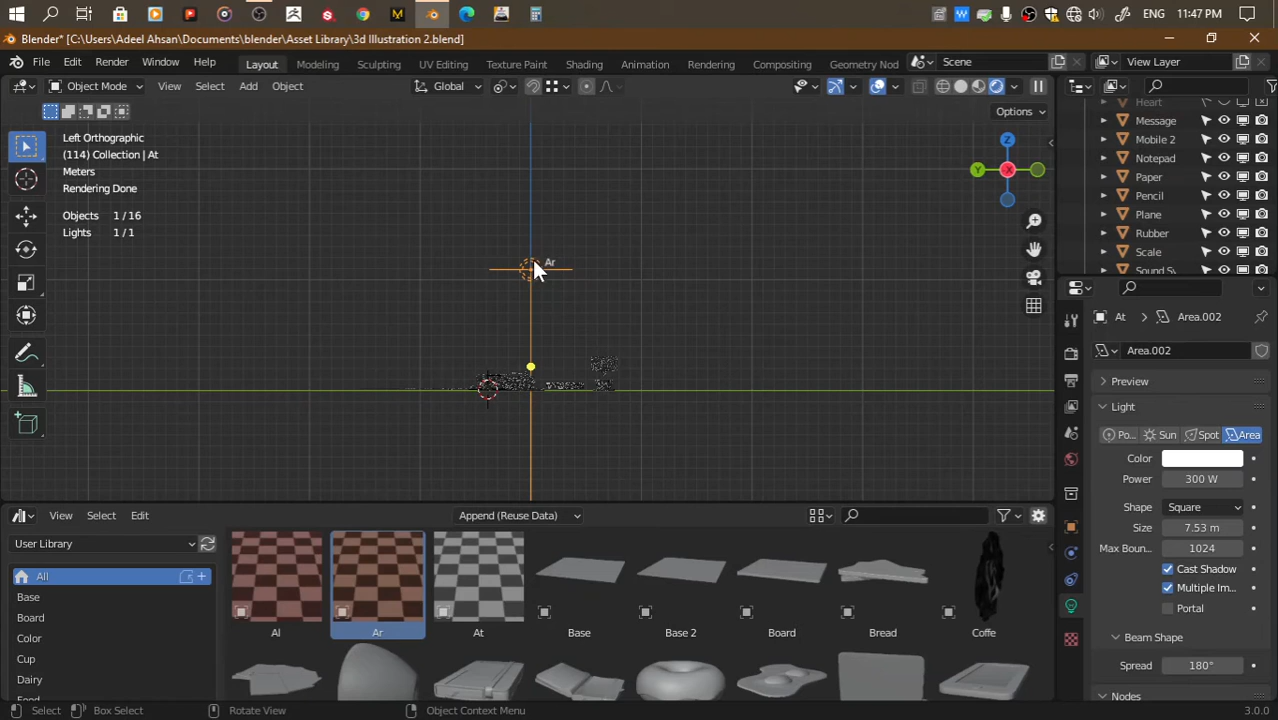 ENG 11:47 PM
Blender* [C:\Users\Adeel Ahsan\Documents\blender\Asset Library\3d Illustration 2.blend]
File Edit Render Window Help Layout Modeling Sculpting UV Editing Texture Paint Shading Animation Rendering Compositing Geometry Nod Scene View Layer
Object Mode View Select Add Object Global
Options
Left Orthographic
(114) Collection | At
Meters
Rendering Done
Objects 1 / 16
Lights 1 / 1
Z
Y
X
Ar
Heart
Message
Mobile 2
Notepad
Paper
Pencil
Plane
Rubber
Scale
At Area.002
Area.002
Preview
Light
Po... Sun Spot Area
Color
Power 300 W
Shape Square
Size 7.53 m
Max Boun... 1024
Cast Shadow
Multiple Im...
Portal
Beam Shape
Spread 180°
Nodes
View Select Edit Append (Reuse Data)
User Library
All
Base
Board
Color
Cup
Dairy
Al Ar At Base Base 2 Board Bread Coffe
Select Box Select Rotate View Object Context Menu 3.0.0